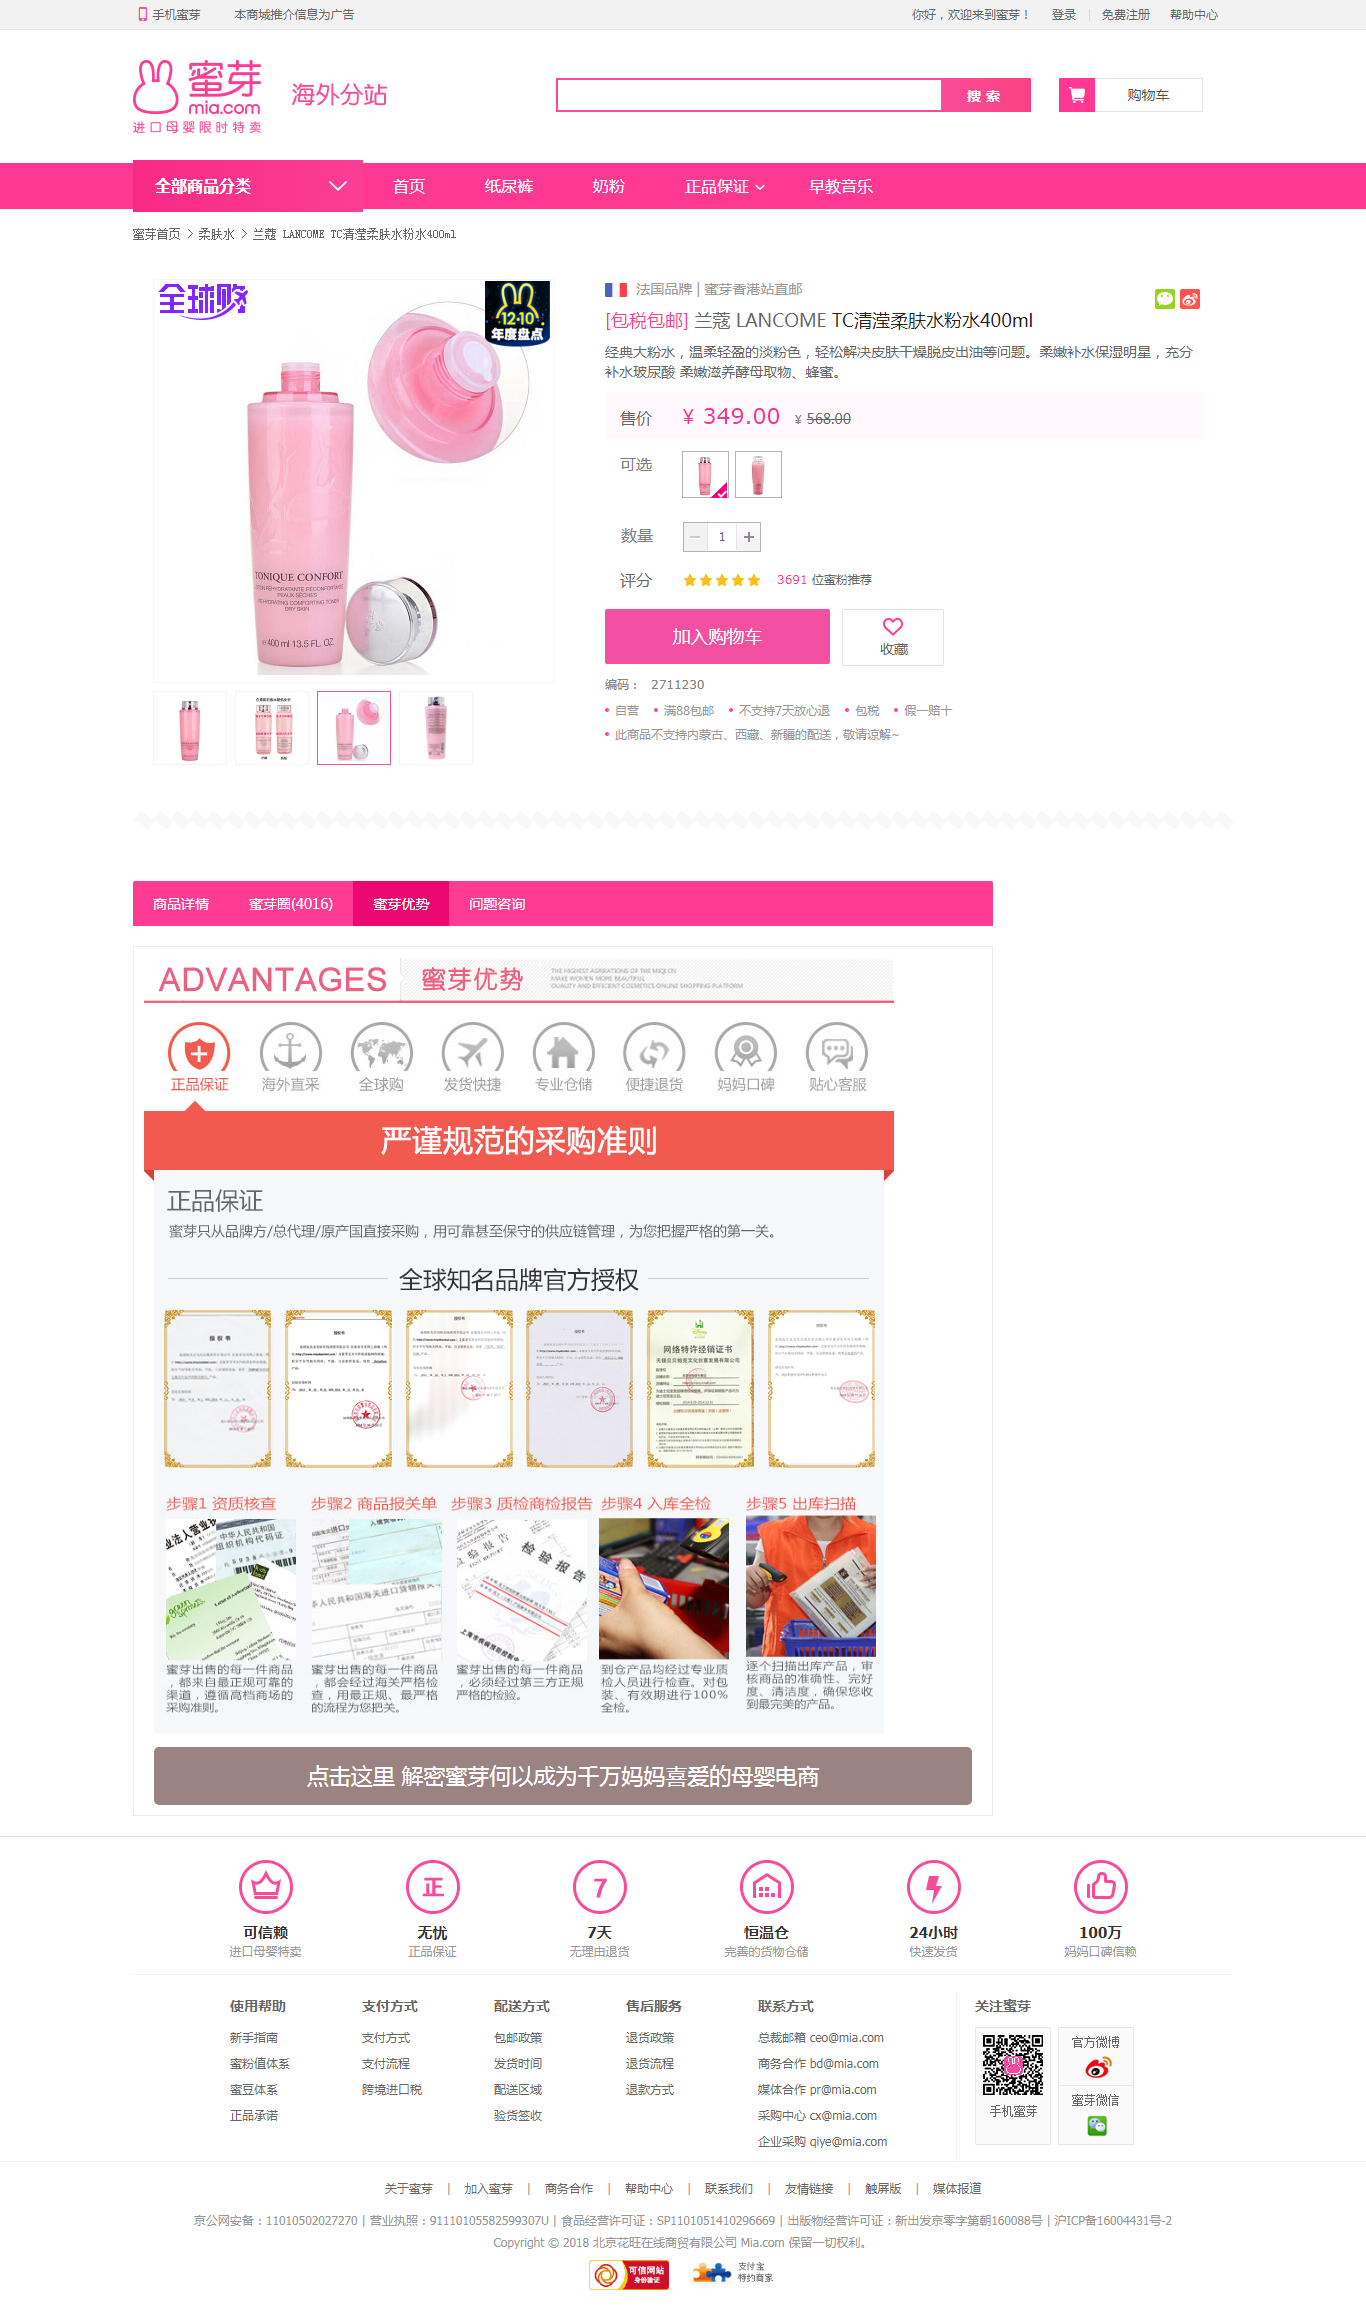 手机蜜芽
本商城推介信息为广告
你好，欢迎来到蜜芽！
登录
免费注册
帮助中心
蜜芽
mia.com
进口母婴限时特卖
海外分站
搜 索
购物车
全部商品分类
首页
纸尿裤
奶粉
正品保证
早教音乐
蜜芽首页 > 柔肤水 > 兰蔻 LANCOME TC清滢柔肤水粉水400ml
全球购
12·10
年度盘点
TONIQUE CONFORT
PEAUX SÈCHES
RE-HYDRATING COMFORTING TONER
DRY SKIN
e400 ml 13.5 FL. OZ.
法国品牌 | 蜜芽香港站直邮
[包税包邮] 兰蔻 LANCOME TC清滢柔肤水粉水400ml
经典大粉水，温柔轻盈的淡粉色，轻松解决皮肤干燥脱皮出油等问题。柔嫩补水保湿明星，充分
补水玻尿酸 柔嫩滋养酵母取物、蜂蜜。
售价 ¥ 349.00 ¥ 568.00
可选
数量 1
评分 3691 位蜜粉推荐
加入购物车
收藏
编码： 2711230
自营 满88包邮 不支持7天放心退 包税 假一赔十
此商品不支持内蒙古、西藏、新疆的配送，敬请谅解~
商品详情
蜜芽圈(4016)
蜜芽优势
问题咨询
ADVANTAGES
蜜芽优势
THE HIGHEST ASPIRATIONS OF THE MIQI.CN
MAKE WOMEN MORE BEAUTIFUL
QUALITY AND EFFICIENT COSMETICS ONLINE SHOPPING PLATFORM
正品保证
海外直采
全球购
发货快捷
专业仓储
便捷退货
妈妈口碑
贴心客服
严谨规范的采购准则
正品保证
蜜芽只从品牌方/总代理/原产国直接采购，用可靠甚至保守的供应链管理，为您把握严格的第一关。
全球知名品牌官方授权
授权书
授权书
授权书
授权书
网络特许经销证书
授权书
步骤1 资质核查
步骤2 商品报关单
步骤3 质检商检报告
步骤4 入库全检
步骤5 出库扫描
蜜芽出售的每一件商品
，都来自最正规可靠的
渠道，遵循高档商场的
采购准则。
蜜芽出售的每一件商品
，都会经过海关严格检
查，用最正规、最严格
的流程为您把关。
蜜芽出售的每一件商品
，必须经过第三方正规
严格的检验。
到仓产品均经过专业质
检人员进行检查。对包
装、有效期进行100%
全检。
逐个扫描出库产品，审
核商品的准确性、完好
度、清洁度，确保您收
到最完美的产品。
点击这里 解密蜜芽何以成为千万妈妈喜爱的母婴电商
可信赖
进口母婴特卖
正
无忧
正品保证
7
7天
无理由退货
恒温仓
完善的货物仓储
24小时
快速发货
100万
妈妈口碑信赖
使用帮助
新手指南
蜜粉值体系
蜜豆体系
正品承诺
支付方式
支付方式
支付流程
跨境进口税
配送方式
包邮政策
发货时间
配送区域
验货签收
售后服务
退货政策
退货流程
退款方式
联系方式
总裁邮箱 ceo@mia.com
商务合作 bd@mia.com
媒体合作 pr@mia.com
采购中心 cx@mia.com
企业采购 qiye@mia.com
关注蜜芽
手机蜜芽
官方微博
蜜芽微信
关于蜜芽 | 加入蜜芽 | 商务合作 | 帮助中心 | 联系我们 | 友情链接 | 触屏版 | 媒体报道
京公网安备：11010502027270 | 营业执照：91110105582599307U | 食品经营许可证：SP1101051410296669 | 出版物经营许可证：新出发京零字第朝160088号 | 沪ICP备16004431号-2
Copyright © 2018 北京花旺在线商贸有限公司 Mia.com 保留一切权利。
可信网站
身份验证
支付宝
特约商家